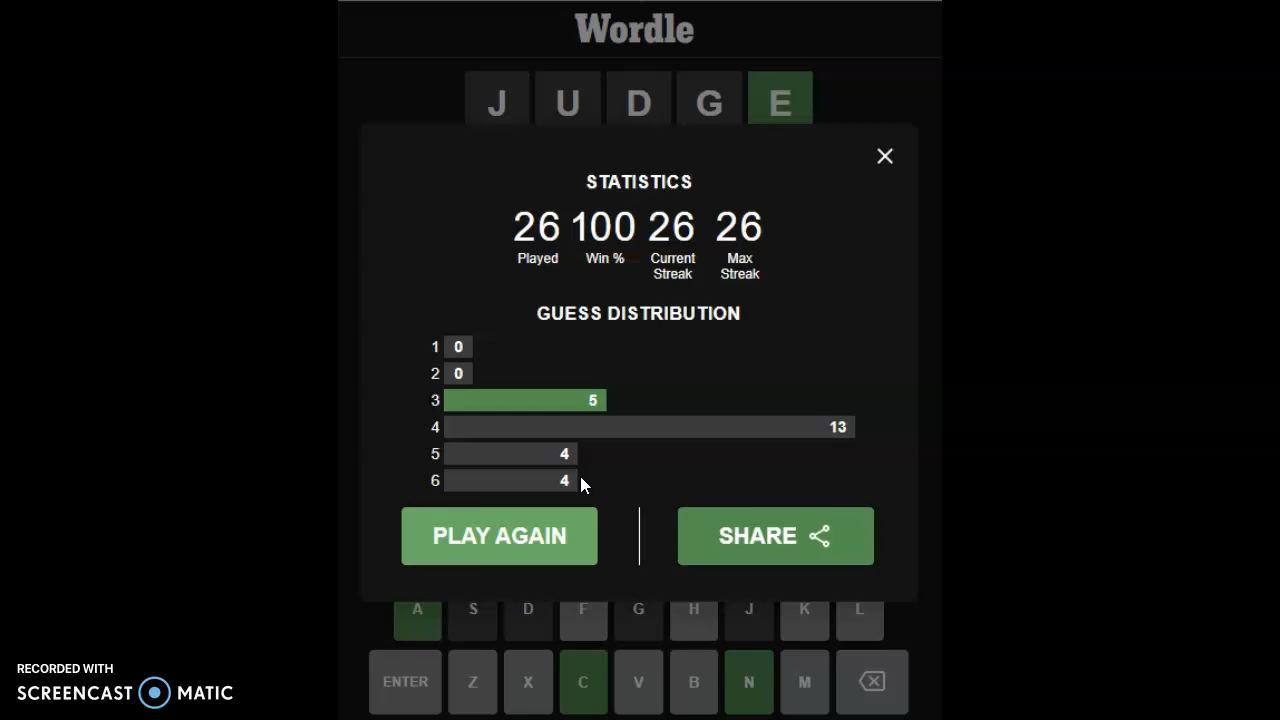 Wordle
J U D G E
STATISTICS
26 100 26 26
Played Win % Current Streak Max Streak
GUESS DISTRIBUTION
1 0
2 0
3 5
4 13
5 4
6 4
PLAY AGAIN SHARE
A S D F G H J K L
ENTER Z X C V B N M
RECORDED WITH
SCREENCAST MATIC